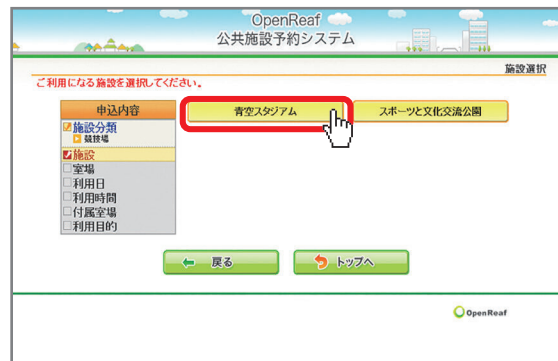 OpenReaf
公共施設予約システム
施設選択
ご利用になる施設を選択してください。
申込内容
施設分類
競技場
施設
室場
利用日
利用時間
付属室場
利用目的
青空スタジアム
スポーツと文化交流公園
戻る
トップへ
OpenReaf